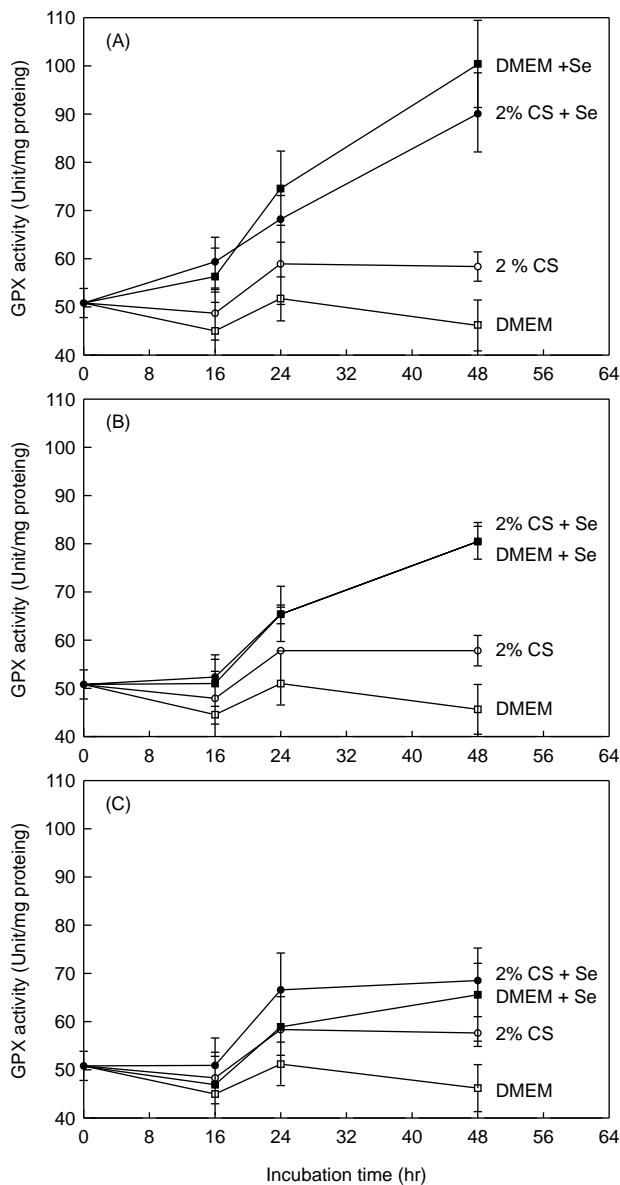 (A)
GPX activity (Unit/mg proteing)
110
100
90
80
70
60
50
40
DMEM +Se
2% CS + Se
2 % CS
DMEM
0 8 16 24 32 40 48 56 64
(B)
GPX activity (Unit/mg proteing)
110
100
90
80
70
60
50
40
2% CS + Se
DMEM + Se
2% CS
DMEM
0 8 16 24 32 40 48 56 64
(C)
GPX activity (Unit/mg proteing)
110
100
90
80
70
60
50
40
2% CS + Se
DMEM + Se
2% CS
DMEM
0 8 16 24 32 40 48 56 64
Incubation time (hr)